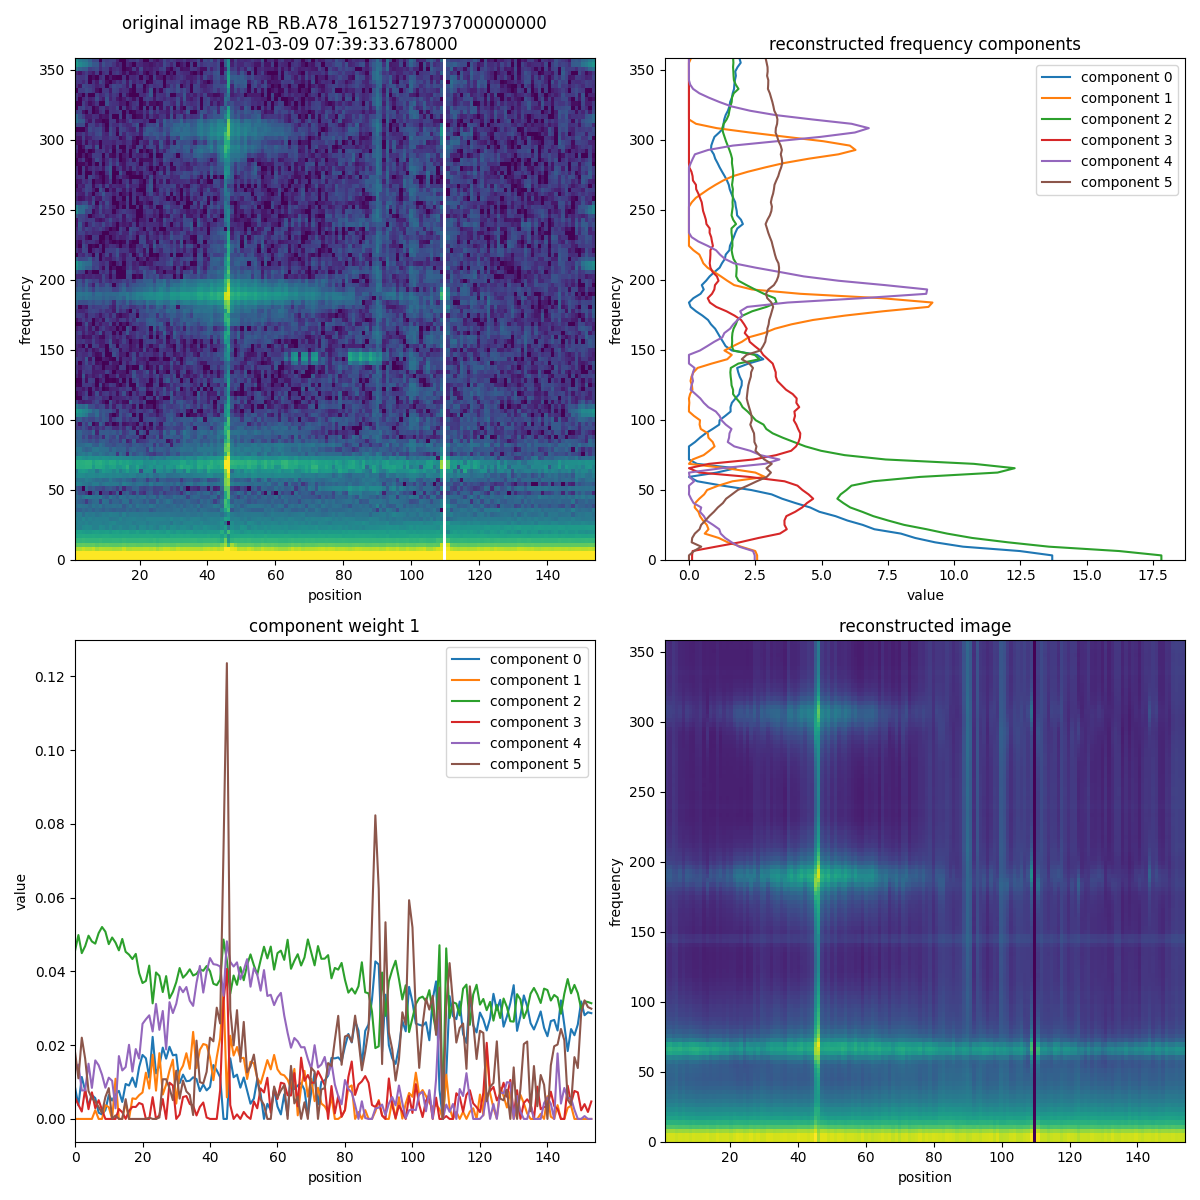 original image RB_RB.A78_1615271973700000000
2021-03-09 07:39:33.678000
350
300
250
200
150
100
50
0
frequency
20 40 60 80 100 120 140
position
reconstructed frequency components
component 0
component 1
component 2
component 3
component 4
component 5
350
300
250
200
150
100
50
0
frequency
0.0 2.5 5.0 7.5 10.0 12.5 15.0 17.5
value
component weight 1
component 0
component 1
component 2
component 3
component 4
component 5
0.12
0.10
0.08
0.06
0.04
0.02
0.00
value
0 20 40 60 80 100 120 140
position
reconstructed image
350
300
250
200
150
100
50
0
frequency
20 40 60 80 100 120 140
position